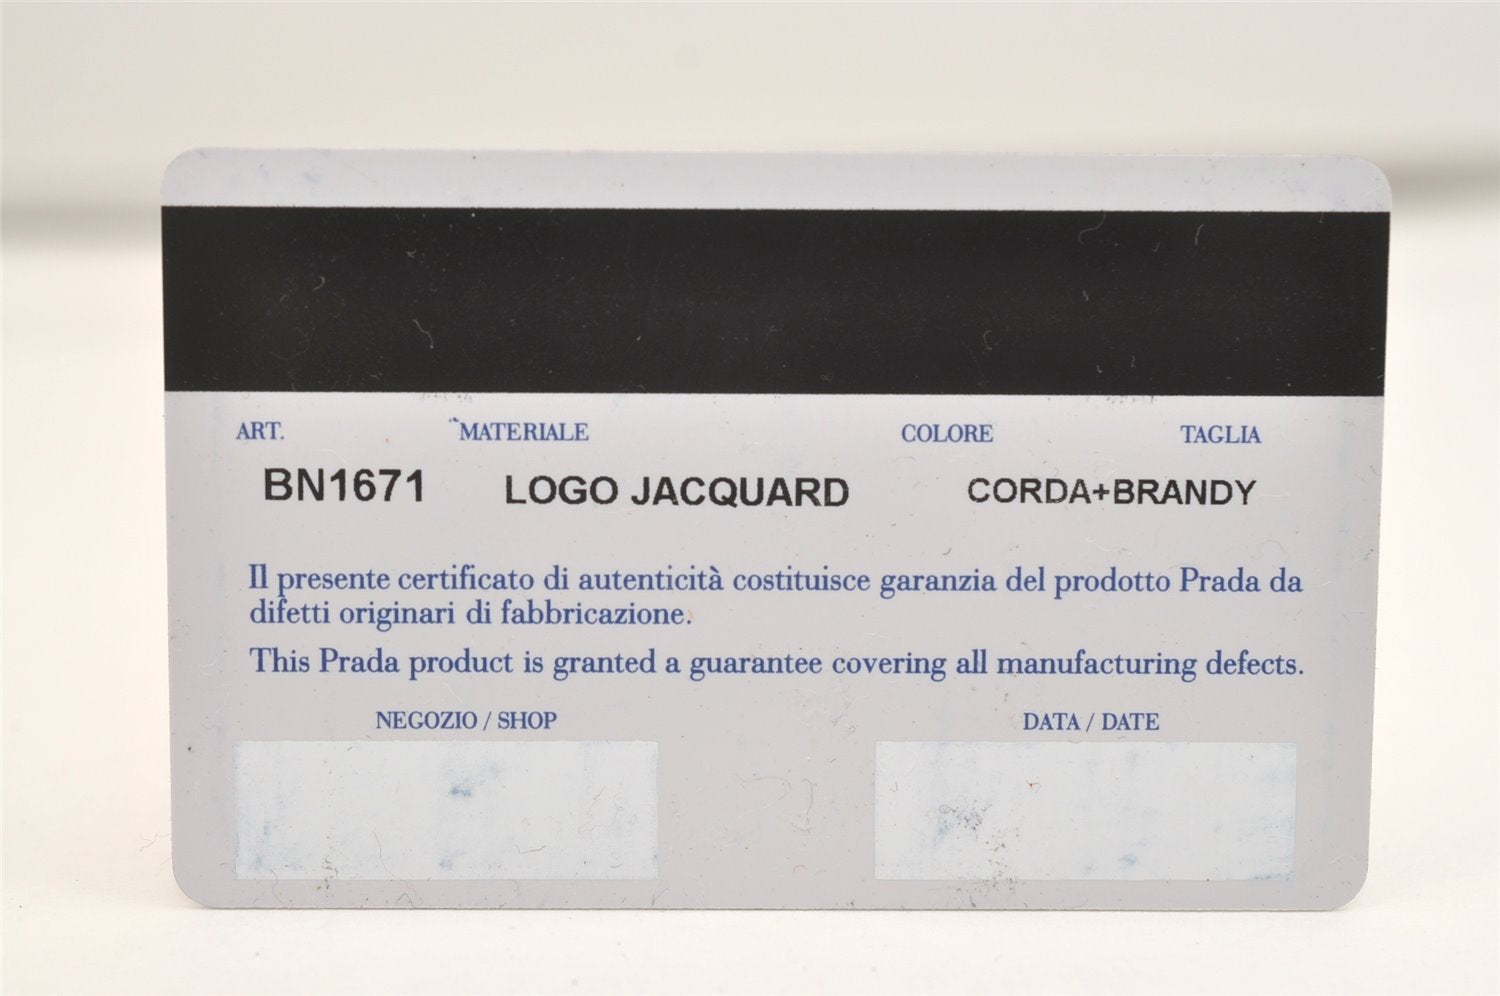 ART. MATERIALE COLORE TAGLIA
BN1671 LOGO JACQUARD CORDA+BRANDY
Il presente certificato di autenticità costituisce garanzia del prodotto Prada da
difetti originari di fabbricazione.
This Prada product is granted a guarantee covering all manufacturing defects.
NEGOZIO / SHOP DATA / DATE